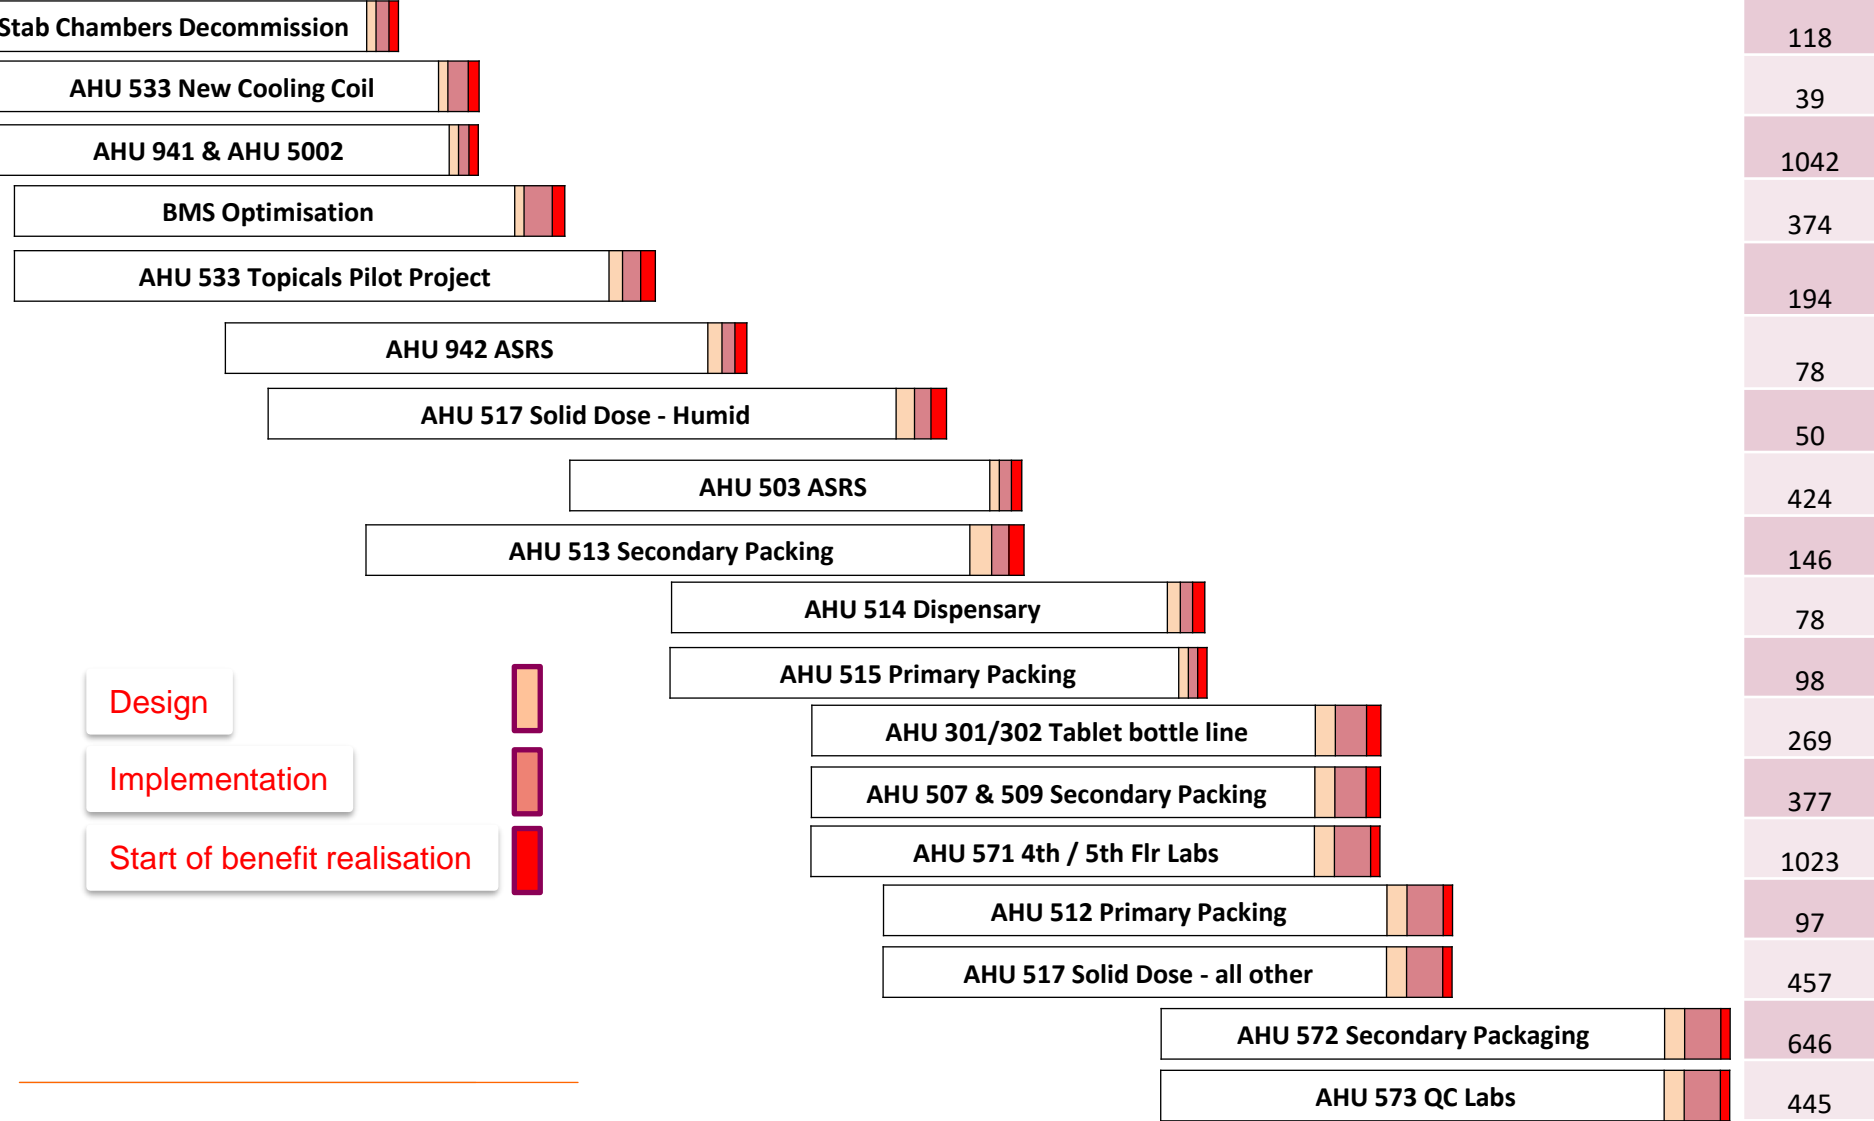 Stab Chambers Decommission 118
AHU 533 New Cooling Coil 39
AHU 941 & AHU 5002 1042
BMS Optimisation 374
AHU 533 Topicals Pilot Project 194
AHU 942 ASRS 78
AHU 517 Solid Dose - Humid 50
AHU 503 ASRS 424
AHU 513 Secondary Packing 146
AHU 514 Dispensary 78
AHU 515 Primary Packing 98
AHU 301/302 Tablet bottle line 269
AHU 507 & 509 Secondary Packing 377
AHU 571 4th / 5th Flr Labs 1023
AHU 512 Primary Packing 97
AHU 517 Solid Dose - all other 457
AHU 572 Secondary Packaging 646
AHU 573 QC Labs 445
Design
Implementation
Start of benefit realisation